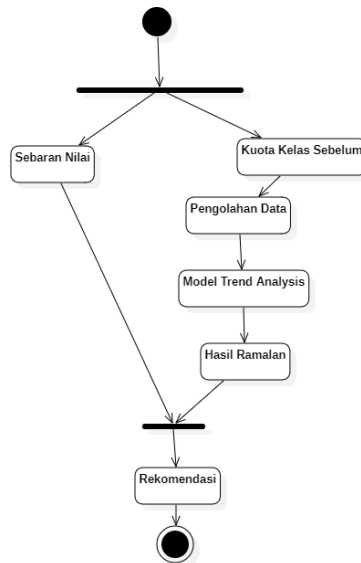 Sebaran Nilai
Kuota Kelas Sebelum
Pengolahan Data
Model Trend Analysis
Hasil Ramalan
Rekomendasi